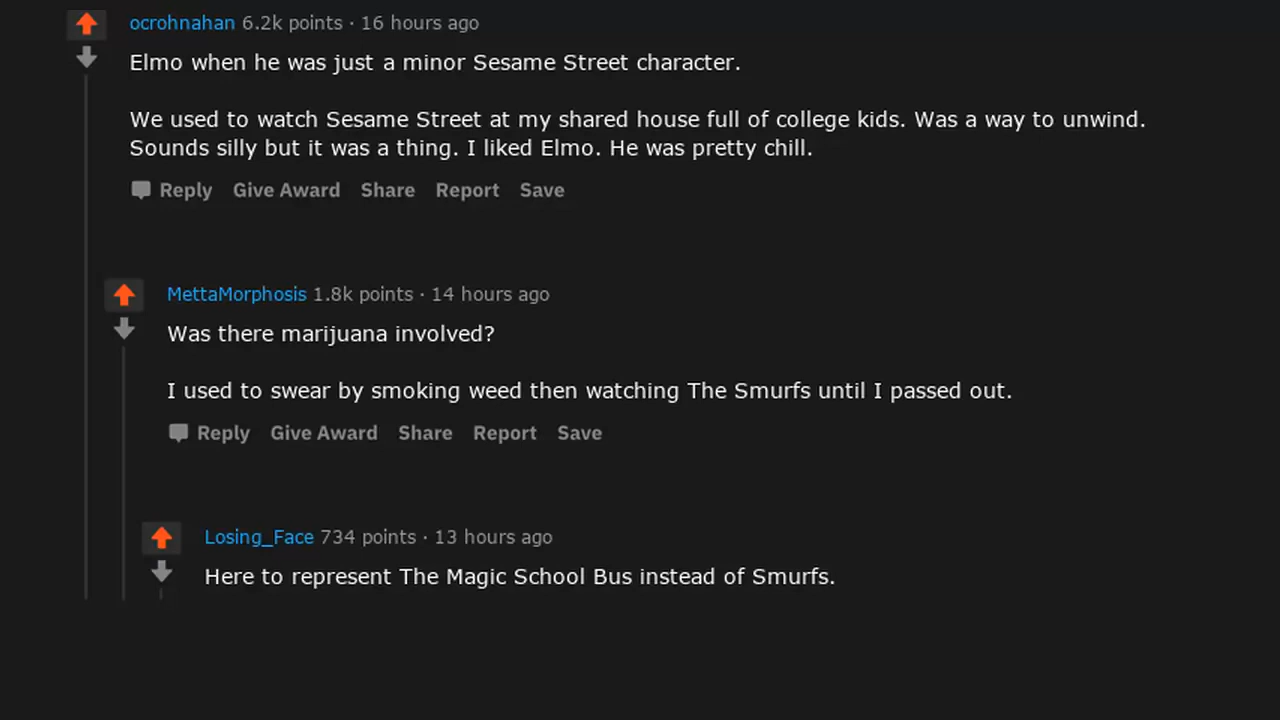 ocrohnahan 6.2k points · 16 hours ago
Elmo when he was just a minor Sesame Street character.
We used to watch Sesame Street at my shared house full of college kids. Was a way to unwind.
Sounds silly but it was a thing. I liked Elmo. He was pretty chill.
Reply Give Award Share Report Save
MettaMorphosis 1.8k points · 14 hours ago
Was there marijuana involved?
I used to swear by smoking weed then watching The Smurfs until I passed out.
Reply Give Award Share Report Save
Losing_Face 734 points · 13 hours ago
Here to represent The Magic School Bus instead of Smurfs.